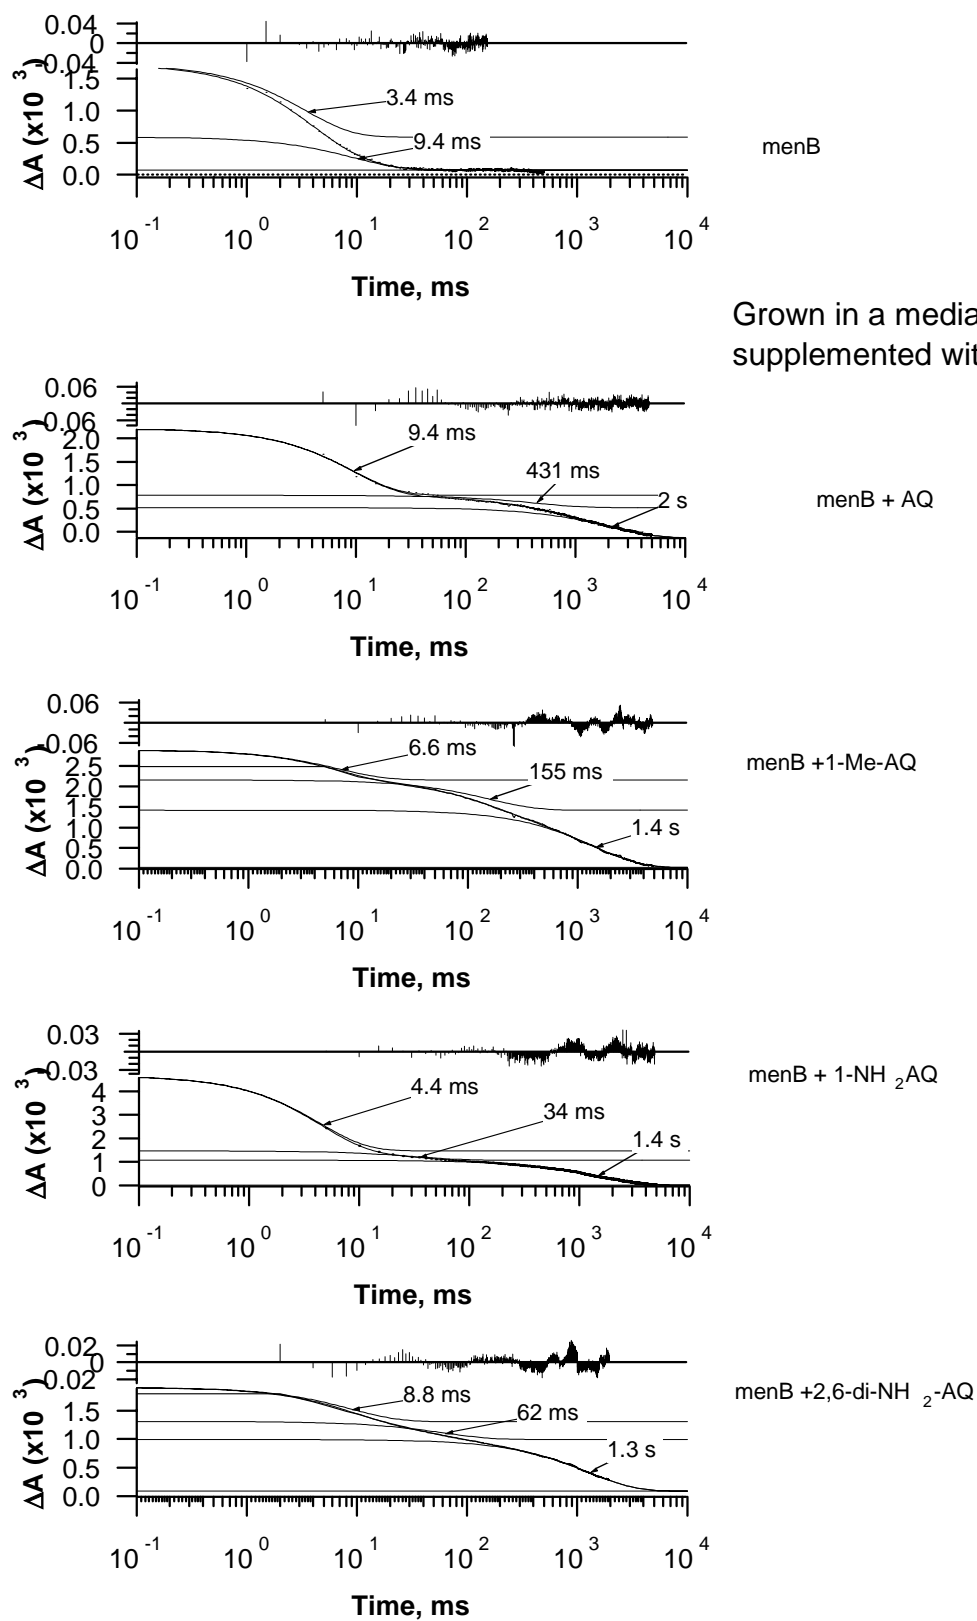 0.04
0
-0.04
1.5
1.0
0.5
0.0
ΔA (x10 3),
3.4 ms
9.4 ms
menB
10 -1 10 0 10 1 10 2 10 3 10 4
Time, ms
Grown in a media
supplemented wit
0.06
-0.06
2.0
1.5
1.0
0.5
0.0
ΔA (x10 3),
9.4 ms
431 ms
2 s
menB + AQ
10 -1 10 0 10 1 10 2 10 3 10 4
Time, ms
0.06
-0.06
2.5
2.0
1.5
1.0
0.5
0.0
ΔA (x10 3),
6.6 ms
155 ms
1.4 s
menB +1-Me-AQ
10 -1 10 0 10 1 10 2 10 3 10 4
Time, ms
0.03
-0.03
4
3
2
1
0
ΔA (x10 3),
4.4 ms
34 ms
1.4 s
menB + 1-NH 2AQ
10 -1 10 0 10 1 10 2 10 3 10 4
Time, ms
0.02
0
-0.02
1.5
1.0
0.5
0.0
ΔA (x10 3),
8.8 ms
62 ms
1.3 s
menB +2,6-di-NH 2-AQ
10 -1 10 0 10 1 10 2 10 3 10 4
Time, ms